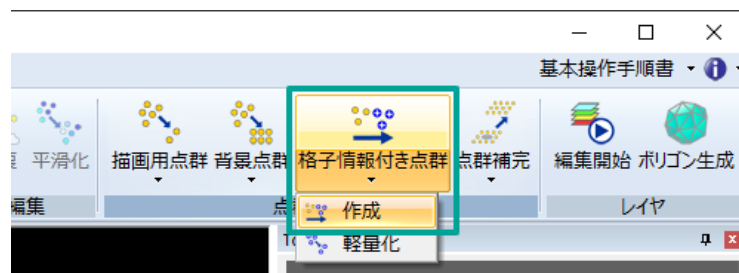 基本操作手順書
平滑化
描画用点群
背景点群
格子情報付き点群
点群補完
編集開始
ポリゴン生成
編集
レイヤ
作成
軽量化